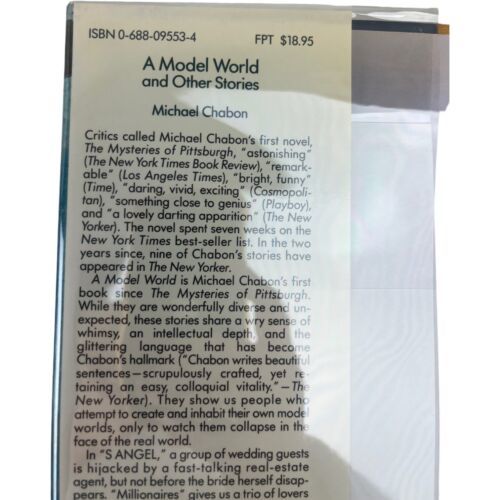 ISBN 0-688-09553-4 FPT $18.95
A Model World
and Other Stories
Michael Chabon
Critics called Michael Chabon's first novel,
The Mysteries of Pittsburgh, "astonishing"
(The New York Times Book Review), "remark-
able" (Los Angeles Times), "bright, funny"
(Time), "daring, vivid, exciting" (Cosmopoli-
tan), "something close to genius" (Playboy),
and "a lovely darting apparition" (The New
Yorker). The novel spent seven weeks on the
New York Times best-seller list. In the two
years since, nine of Chabon's stories have
appeared in The New Yorker.
A Model World is Michael Chabon's first
book since The Mysteries of Pittsburgh.
While they are wonderfully diverse and un-
expected, these stories share a wry sense of
whimsy, an intellectual depth, and the
glittering language that has become
Chabon's hallmark ("Chabon writes beautiful
sentences—scrupulously crafted, yet re-
taining an easy, colloquial vitality."—The
New Yorker). They show us people who
attempt to create and inhabit their own model
worlds, only to watch them collapse in the
face of the real world.
In "S ANGEL," a group of wedding guests
is hijacked by a fast-talking real-estate
agent, but not before the bride herself disap-
pears. "Millionaires" gives us a trio of lovers